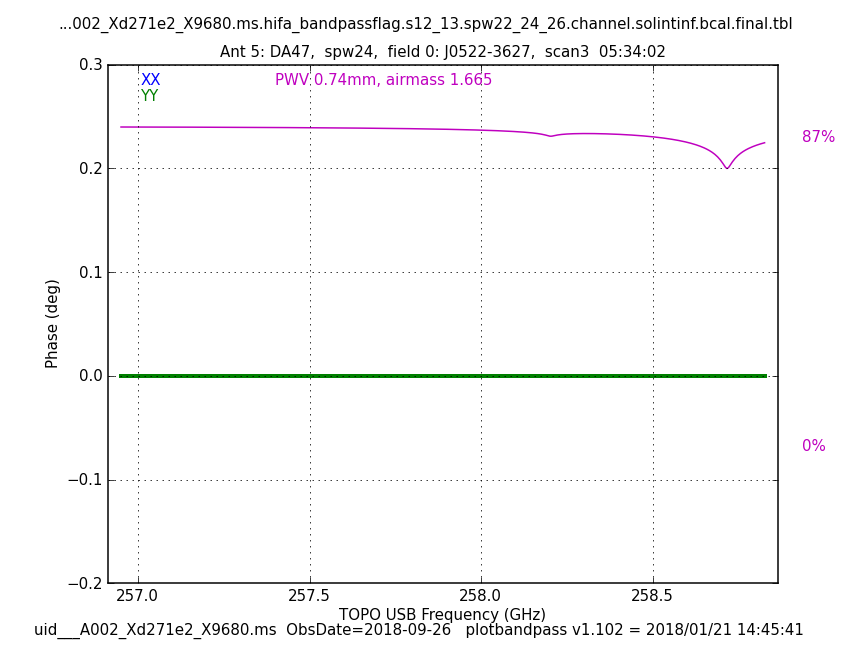 ...002_Xd271e2_X9680.ms.hifa_bandpassflag.s12_13.spw22_24_26.channel.solintinf.bcal.final.tbl
Ant 5: DA47,  spw24,  field 0: J0522-3627,  scan3  05:34:02
0.3
XX
PWV 0.74mm, airmass 1.665
YY
87%
0.2
0.1
Phase (deg)
0.0
0%
−0.1
−0.2
257.0 257.5 258.0 258.5
TOPO USB Frequency (GHz)
uid___A002_Xd271e2_X9680.ms  ObsDate=2018-09-26   plotbandpass v1.102 = 2018/01/21 14:45:41